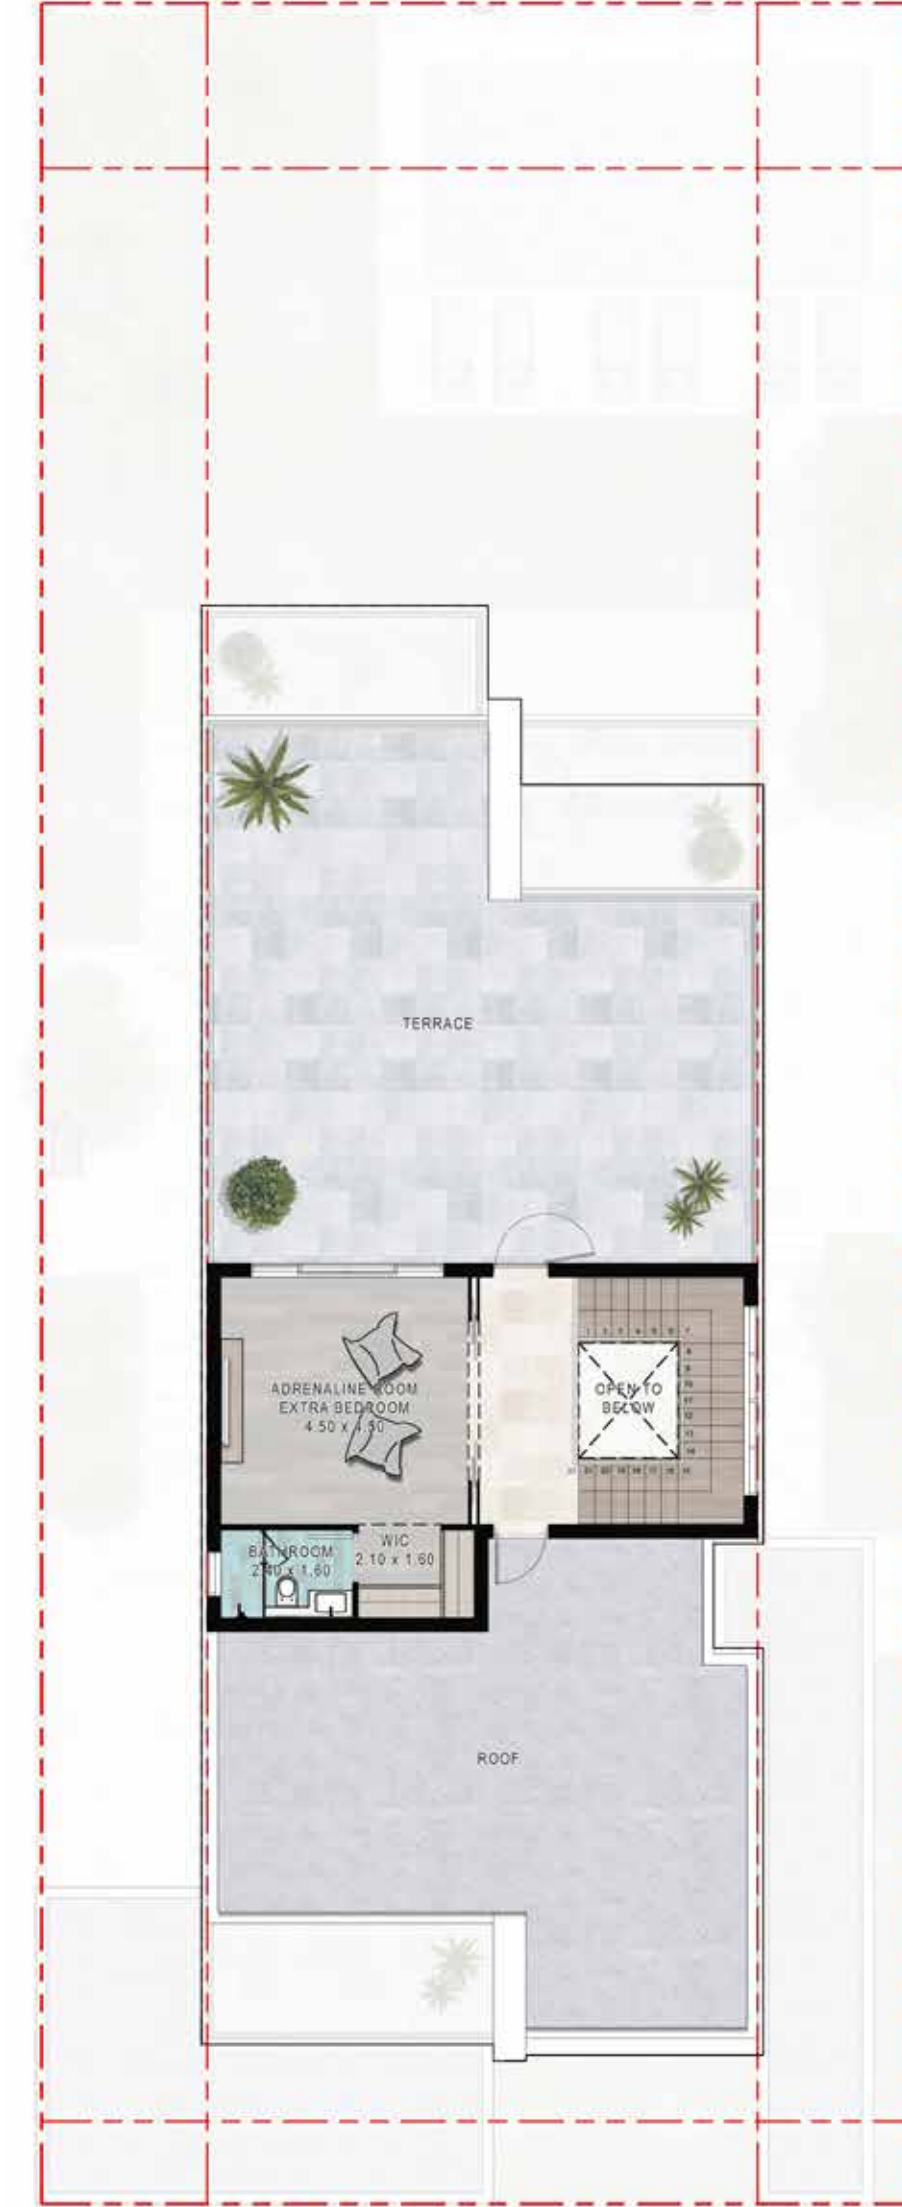 TERRACE
ADRENALINE ROOM
EXTRA BEDROOM
4.50 x 4.50
OPEN TO
BELOW
BATHROOM
2.40 x 1.60
WIC
2.10 x 1.60
ROOF